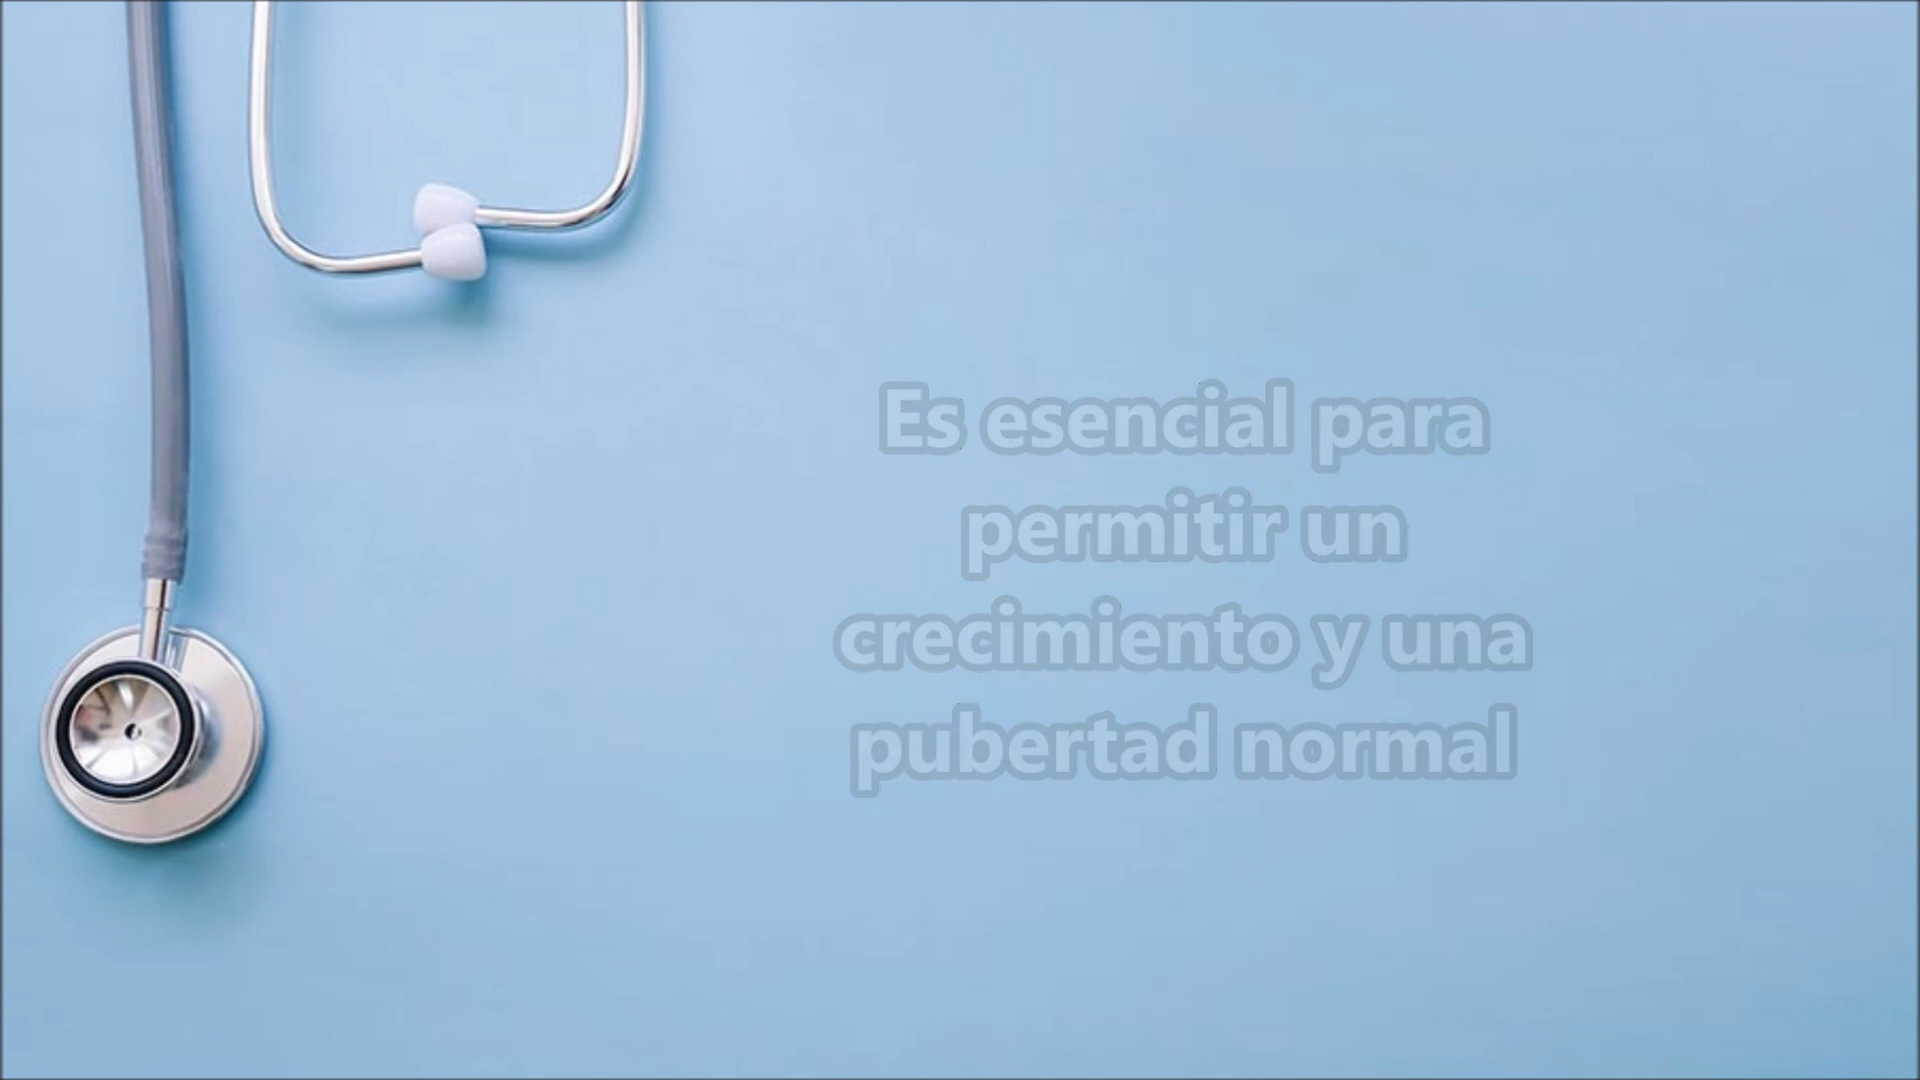 Es esencial para
permitir un
crecimiento y una
pubertad normal